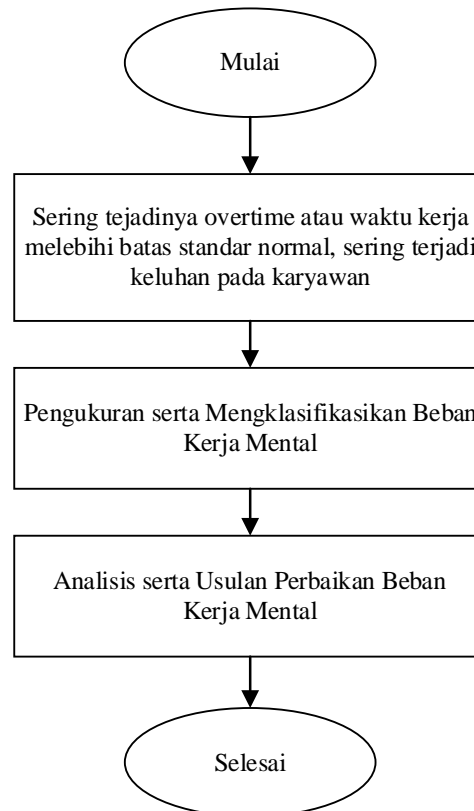 Mulai
Sering tejadinya overtime atau waktu kerja
melebihi batas standar normal, sering terjadi
keluhan pada karyawan
Pengukuran serta Mengklasifikasikan Beban
Kerja Mental
Analisis serta Usulan Perbaikan Beban
Kerja Mental
Selesai